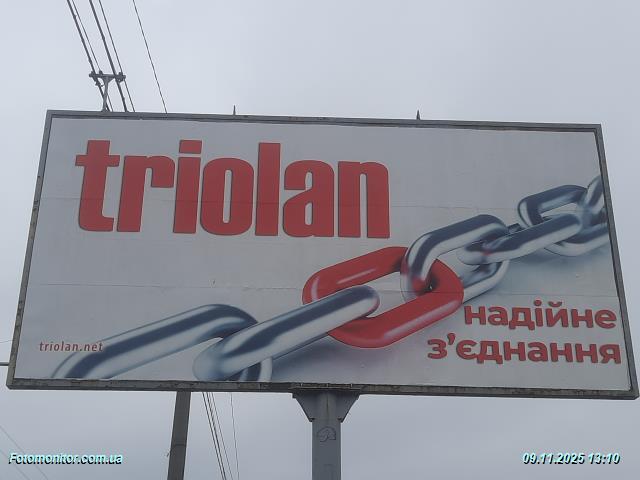 triolan
надійне
з'єднання
triolan.net
Fotomonitor.com.ua
09.11.2025 13:10